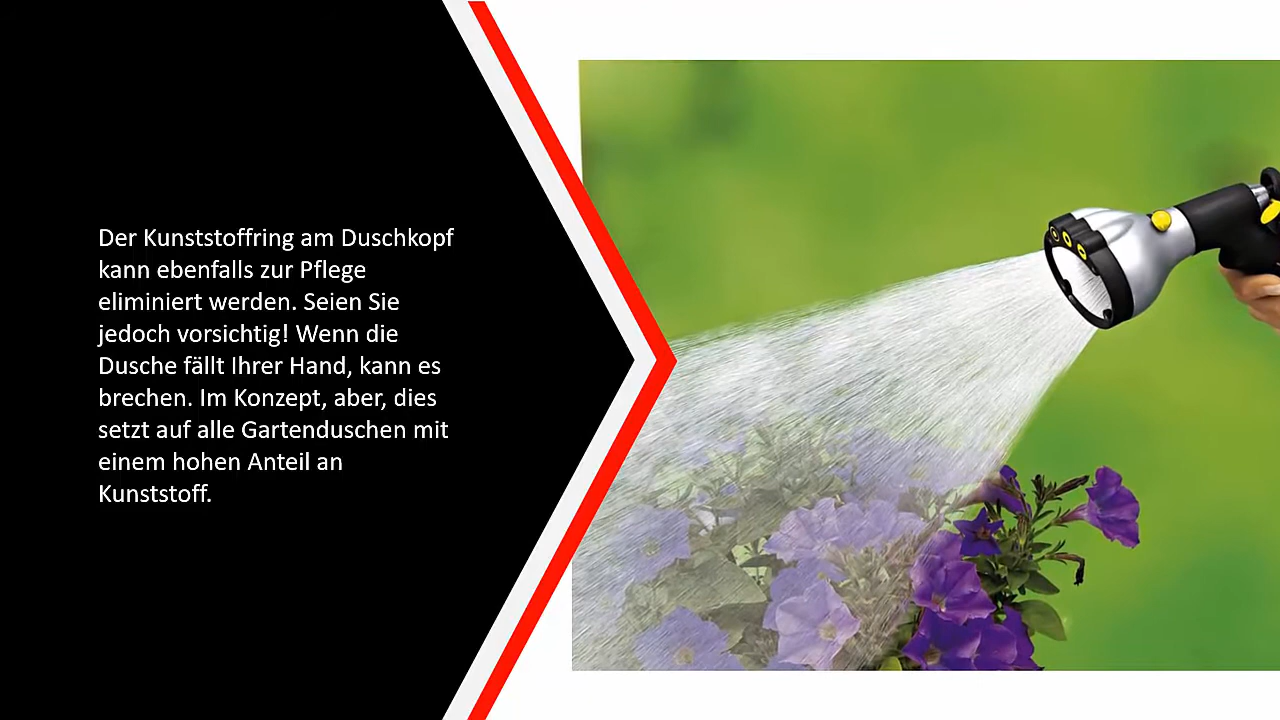 Der Kunststoffring am Duschkopf
kann ebenfalls zur Pflege
eliminiert werden. Seien Sie
jedoch vorsichtig! Wenn die
Dusche fällt Ihrer Hand, kann es
brechen. Im Konzept, aber, dies
setzt auf alle Gartenduschen mit
einem hohen Anteil an
Kunststoff.